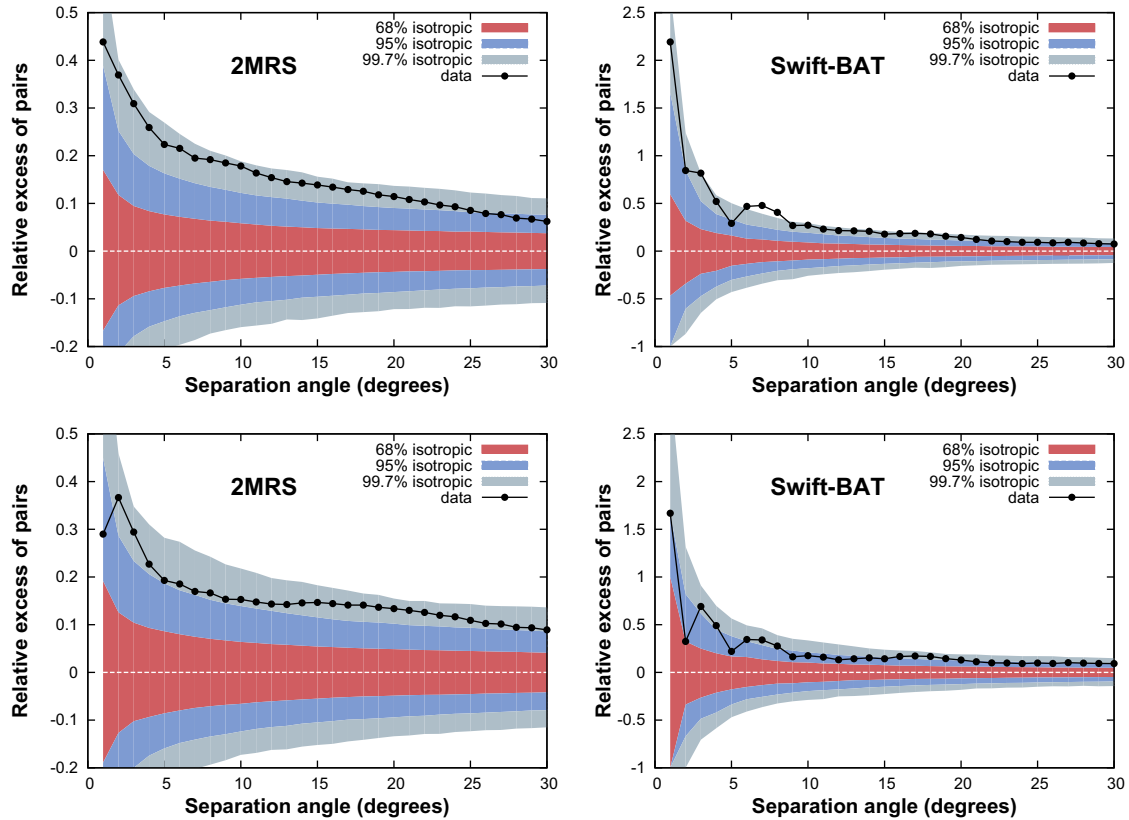 Relative excess of pairs
0.5
0.4
0.3
0.2
0.1
0
-0.1
-0.2
2MRS
68% isotropic
95% isotropic
99.7% isotropic
data
0 5 10 15 20 25 30
Separation angle (degrees)
Relative excess of pairs
2.5
2
1.5
1
0.5
0
-0.5
-1
Swift-BAT
68% isotropic
95% isotropic
99.7% isotropic
data
0 5 10 15 20 25 30
Separation angle (degrees)
Relative excess of pairs
0.5
0.4
0.3
0.2
0.1
0
-0.1
-0.2
2MRS
68% isotropic
95% isotropic
99.7% isotropic
data
0 5 10 15 20 25 30
Separation angle (degrees)
Relative excess of pairs
2.5
2
1.5
1
0.5
0
-0.5
-1
Swift-BAT
68% isotropic
95% isotropic
99.7% isotropic
data
0 5 10 15 20 25 30
Separation angle (degrees)